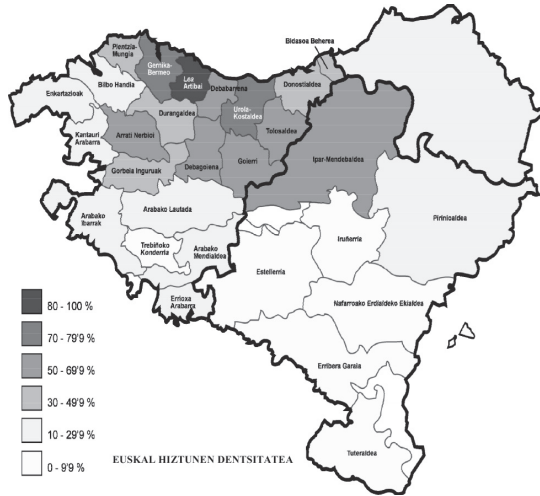 Plentzia-
Mungia
Gernika-
Bermeo
Lea
Artibai
Debabarrena
Bidasoa Beherea
Donostialdea
Enkartazioak
Bilbo Handia
Durangaldea
Urola-
Kostaldea
Tolosaldea
Kantauri
Arabarra
Arrati Nerbioi
Debagoiena
Goierri
Ipar-Mendebaldea
Gorbeia Inguruak
Arabako Lautada
Arabako
Ibarrak
Pirinioaldea
Trebiñoko
Konderria
Arabako
Mendialdea
Iruñerria
Estellerria
Errioxa
Arabarra
Nafarroako Erdialdeko Ekialdea
Erribera Garaia
Tuteraldea
80 - 100 %
70 - 79'9 %
50 - 69'9 %
30 - 49'9 %
10 - 29'9 %
0 - 9'9 %
EUSKAL HIZTUNEN DENTSITATEA